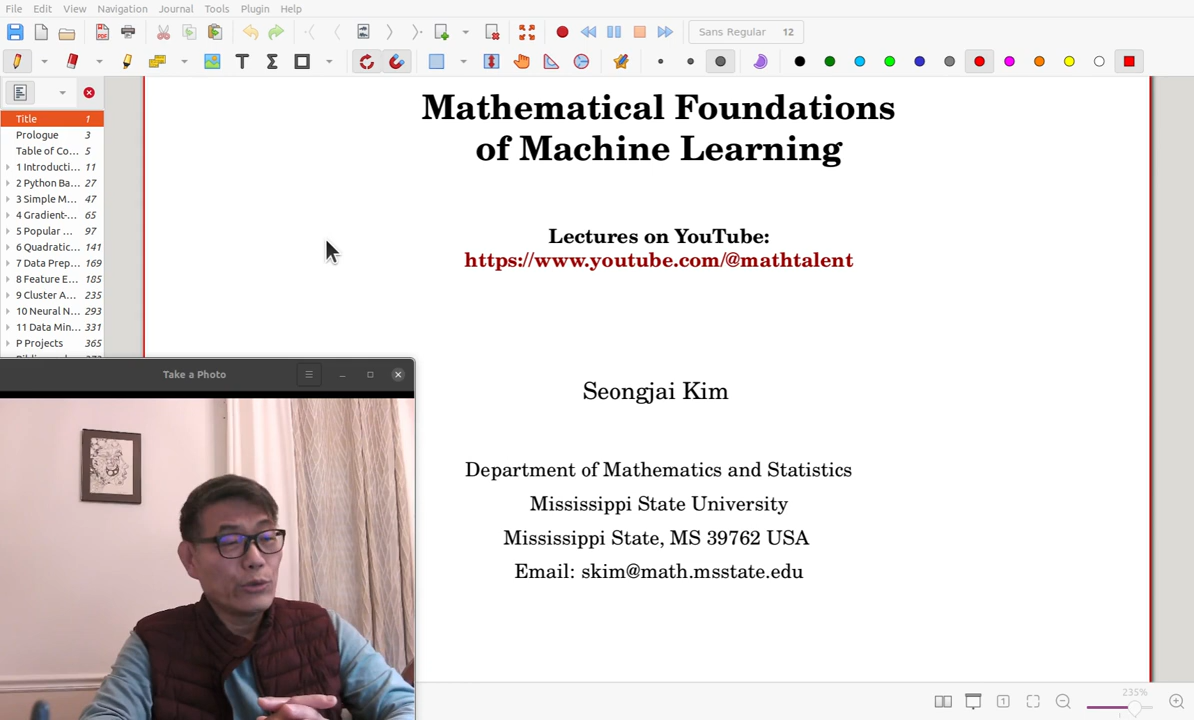 File Edit View Navigation Journal Tools Plugin Help
Sans Regular 12
Title 1
Prologue 3
Table of Co... 5
1 Introducti... 11
2 Python Ba... 27
3 Simple M... 47
4 Gradient-... 65
5 Popular ... 97
6 Quadratic... 141
7 Data Prep... 169
8 Feature E... 185
9 Cluster A... 235
10 Neural N... 293
11 Data Min... 331
P Projects 365
Mathematical Foundations
of Machine Learning
Lectures on YouTube:
https://www.youtube.com/@mathtalent
Seongjai Kim
Department of Mathematics and Statistics
Mississippi State University
Mississippi State, MS 39762 USA
Email: skim@math.msstate.edu
Take a Photo
235%